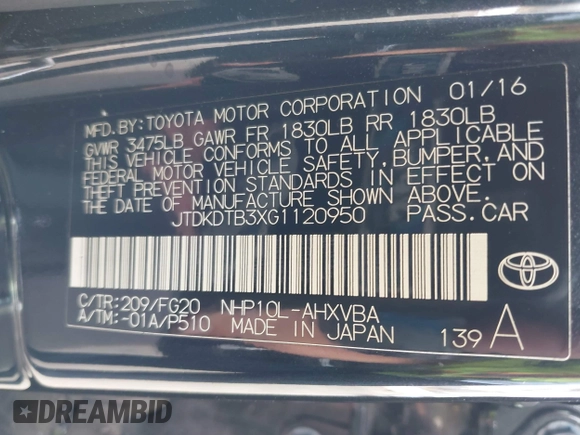 MFD. BY: TOYOTA MOTOR CORPORATION 01/16
GVWR 3475LB GAWR FR 1830LB RR 1830LB
THIS VEHICLE CONFORMS TO ALL APPLICABLE
FEDERAL MOTOR VEHICLE SAFETY, BUMPER, AND
THEFT PREVENTION STANDARDS IN EFFECT ON
THE DATE OF MANUFACTURE SHOWN ABOVE.
JTDKDTB3XG1120950 PASS. CAR
C/TR: 209/FG20 NHP10L-AHXVBA
A/TM: -01A/P510 MADE IN JAPAN 139 A
DREAMBID